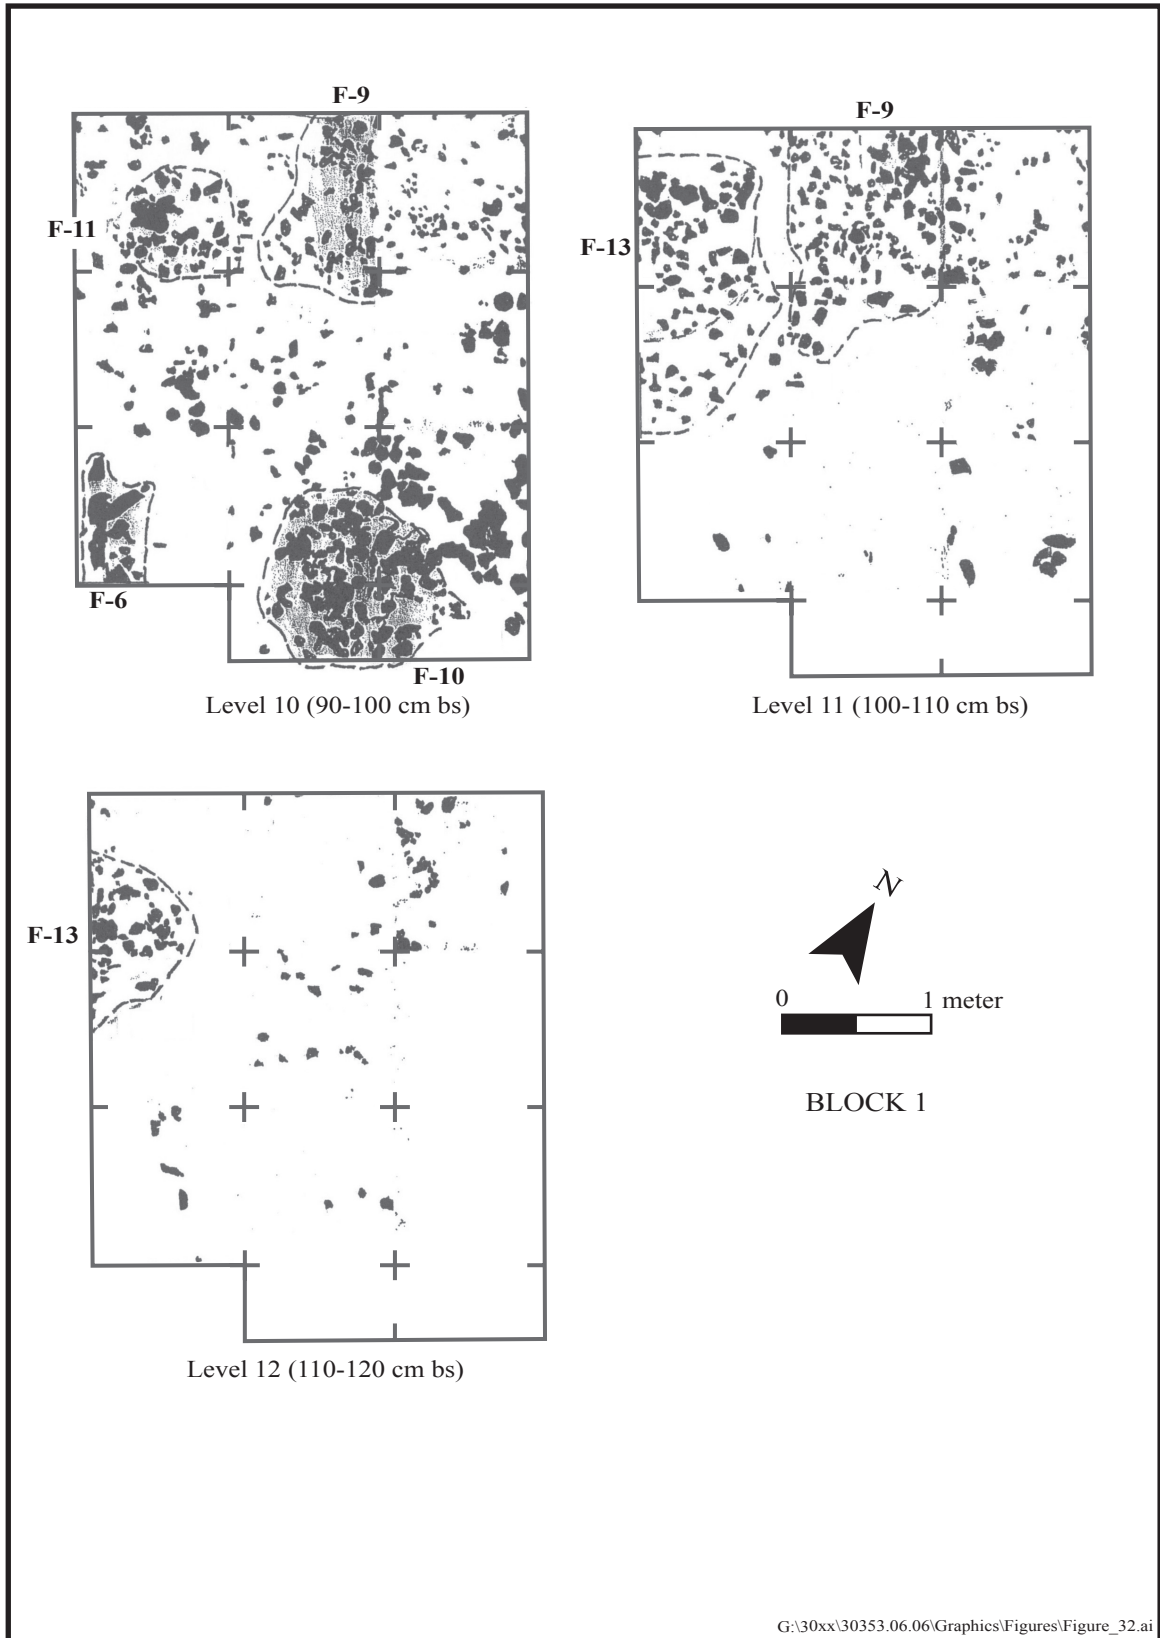 F-9
F-11
F-6
F-10
Level 10 (90-100 cm bs)
F-9
F-13
Level 11 (100-110 cm bs)
F-13
Level 12 (110-120 cm bs)
N
0 1 meter
BLOCK 1
G:\30xx\30353.06.06\Graphics\Figures\Figure_32.ai